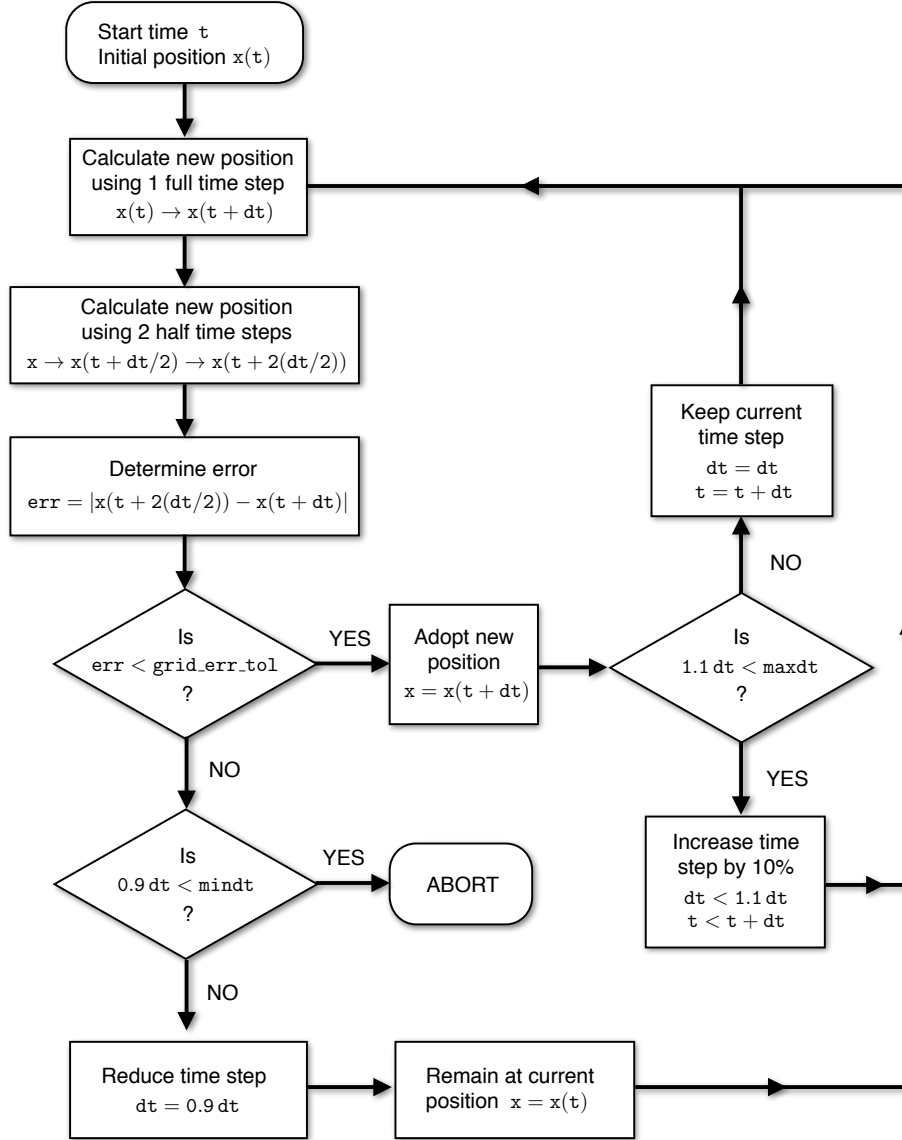 Start time t
Initial position x(t)
Calculate new position
using 1 full time step
x(t) → x(t + dt)
Calculate new position
using 2 half time steps
x → x(t + dt/2) → x(t + 2(dt/2))
Determine error
err = |x(t + 2(dt/2)) − x(t + dt)|
Is
err < grid_err_tol
?
YES
NO
Adopt new
position
x = x(t + dt)
Is
1.1 dt < maxdt
?
NO
YES
Keep current
time step
dt = dt
t = t + dt
Increase time
step by 10%
dt < 1.1 dt
t < t + dt
Is
0.9 dt < mindt
?
YES
NO
ABORT
Reduce time step
dt = 0.9 dt
Remain at current
position x = x(t)